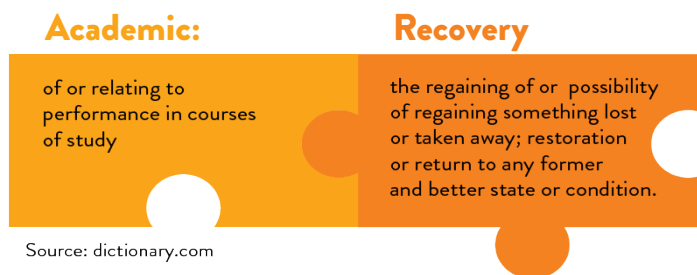 Academic:
of or relating to
performance in courses
of study
Recovery
the regaining of or possibility
of regaining something lost
or taken away; restoration
or return to any former
and better state or condition.
Source: dictionary.com